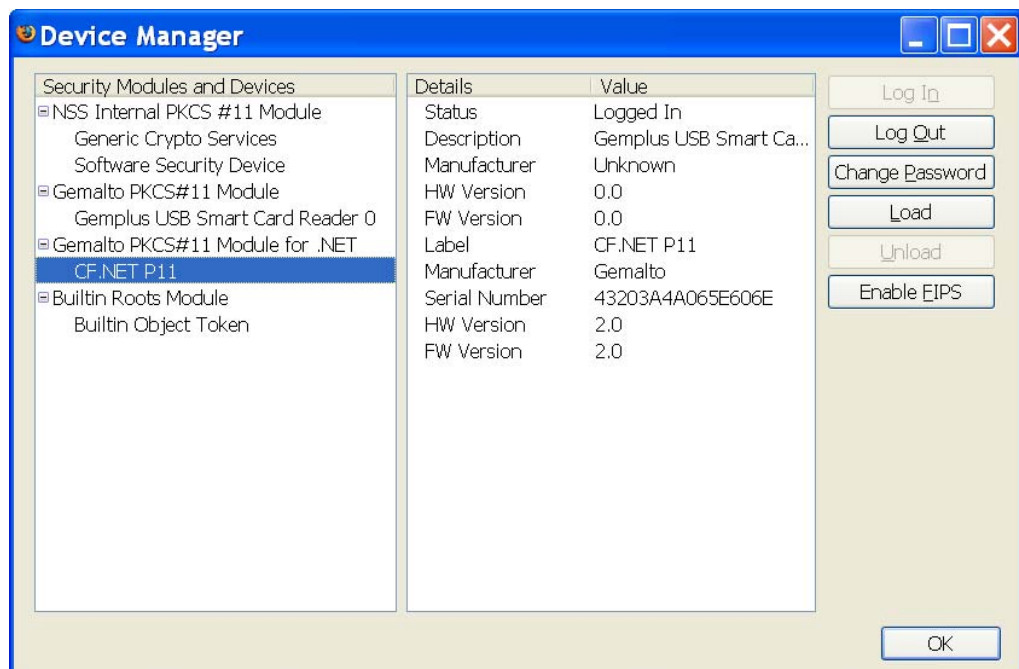 Device Manager
Security Modules and Devices
NSS Internal PKCS #11 Module
Generic Crypto Services
Software Security Device
Gemalto PKCS#11 Module
Gemplus USB Smart Card Reader 0
Gemalto PKCS#11 Module for .NET
CF.NET P11
Builtin Roots Module
Builtin Object Token
Details Value
Status Logged In
Description Gemplus USB Smart Ca...
Manufacturer Unknown
HW Version 0.0
FW Version 0.0
Label CF.NET P11
Manufacturer Gemalto
Serial Number 43203A4A065E606E
HW Version 2.0
FW Version 2.0
Log In
Log Out
Change Password
Load
Unload
Enable FIPS
OK